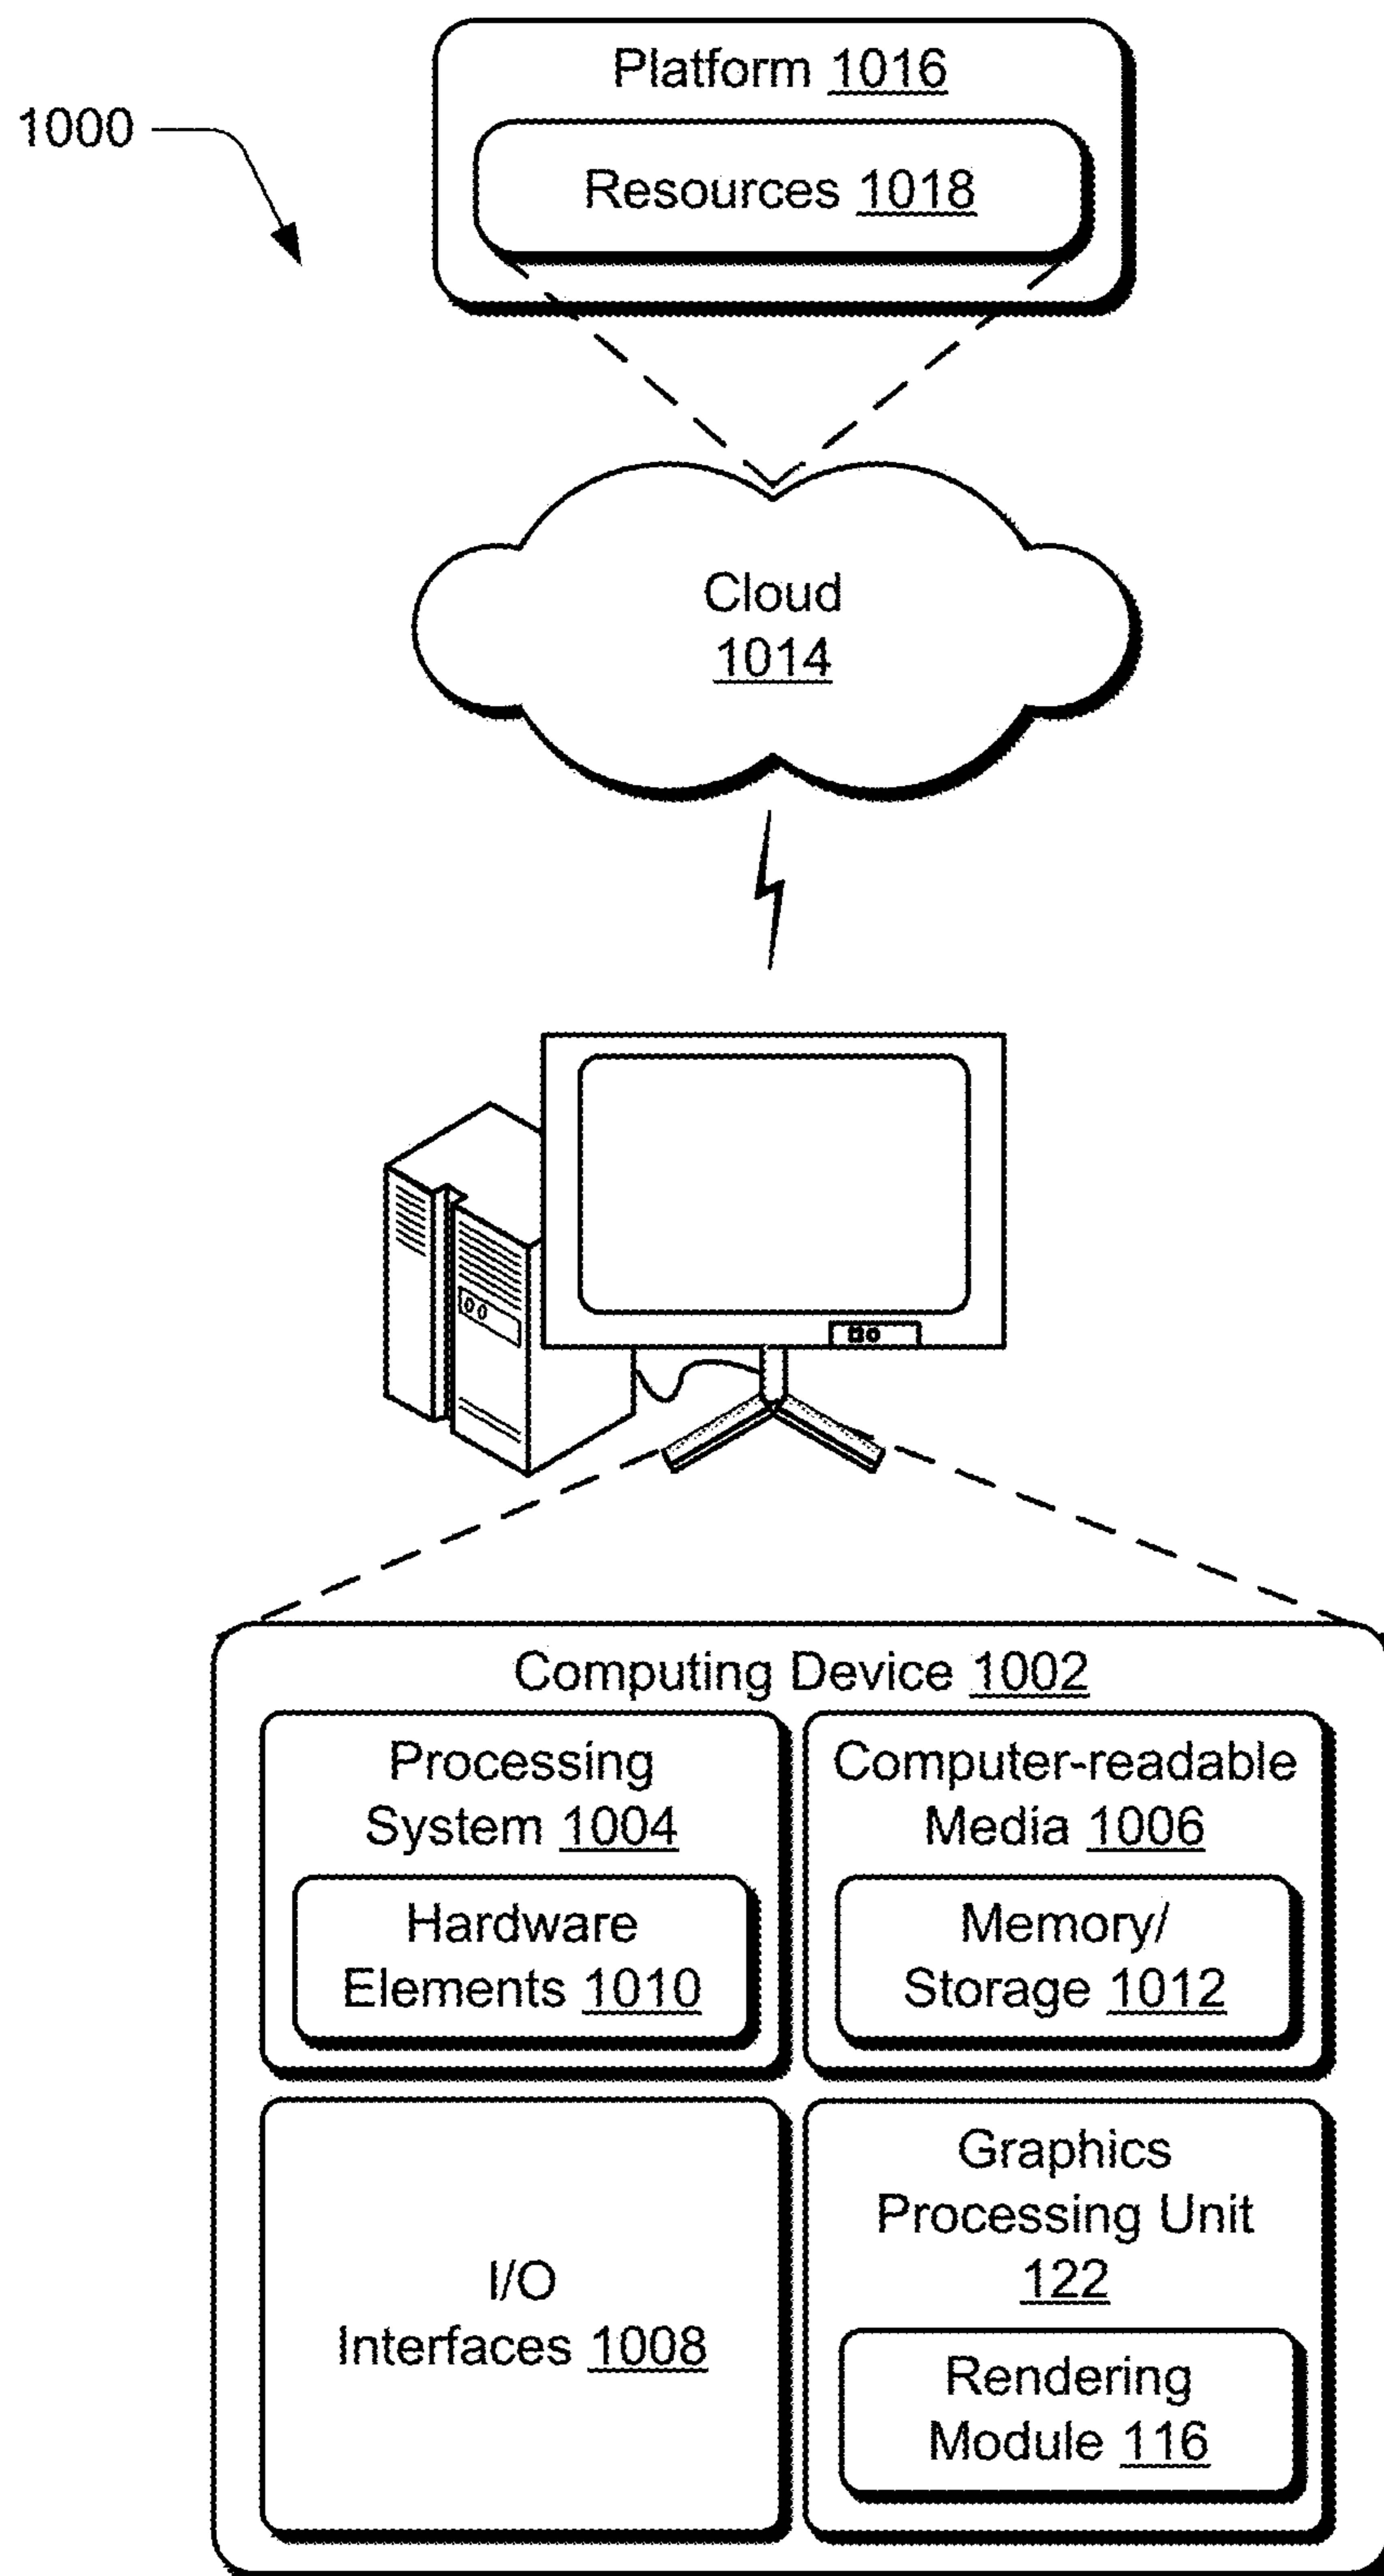 Platform 1016
1000
Resources 1018
Cloud
1014
Computing Device 1002
Processing
System 1004
Hardware
Elements 1010
Computer-readable
Media 1006
Memory/
Storage 1012
I/O
Interfaces 1008
Graphics
Processing Unit
122
Rendering
Module 116